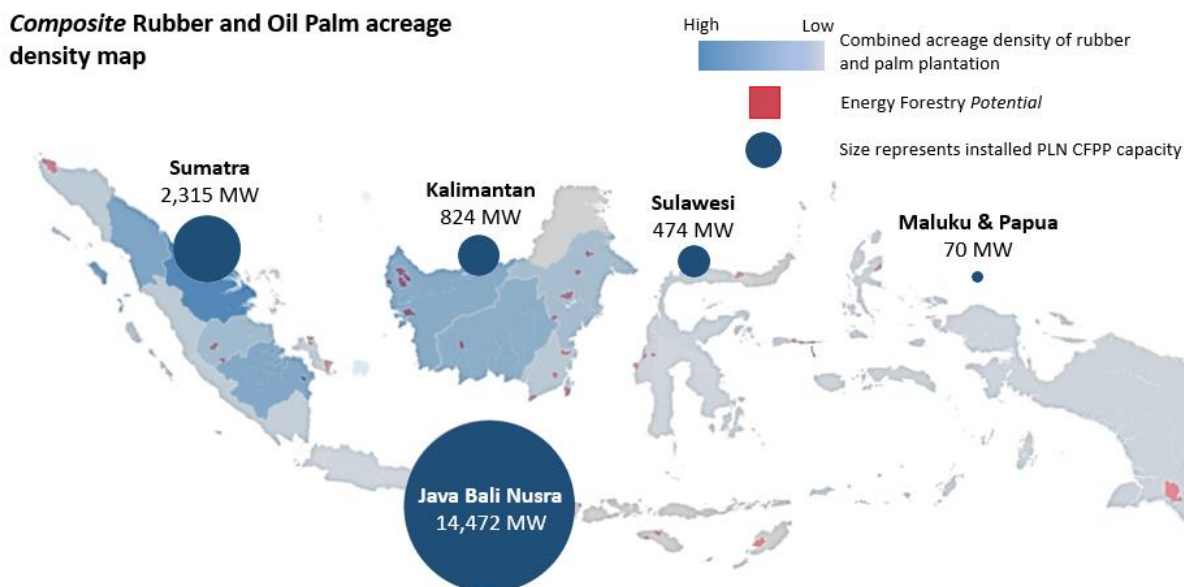 Composite Rubber and Oil Palm acreage
density map
High
Low
Combined acreage density of rubber
and palm plantation
Energy Forestry Potential
Size represents installed PLN CFPP capacity
Sumatra
2,315 MW
Kalimantan
824 MW
Sulawesi
474 MW
Maluku & Papua
70 MW
Java Bali Nusra
14,472 MW